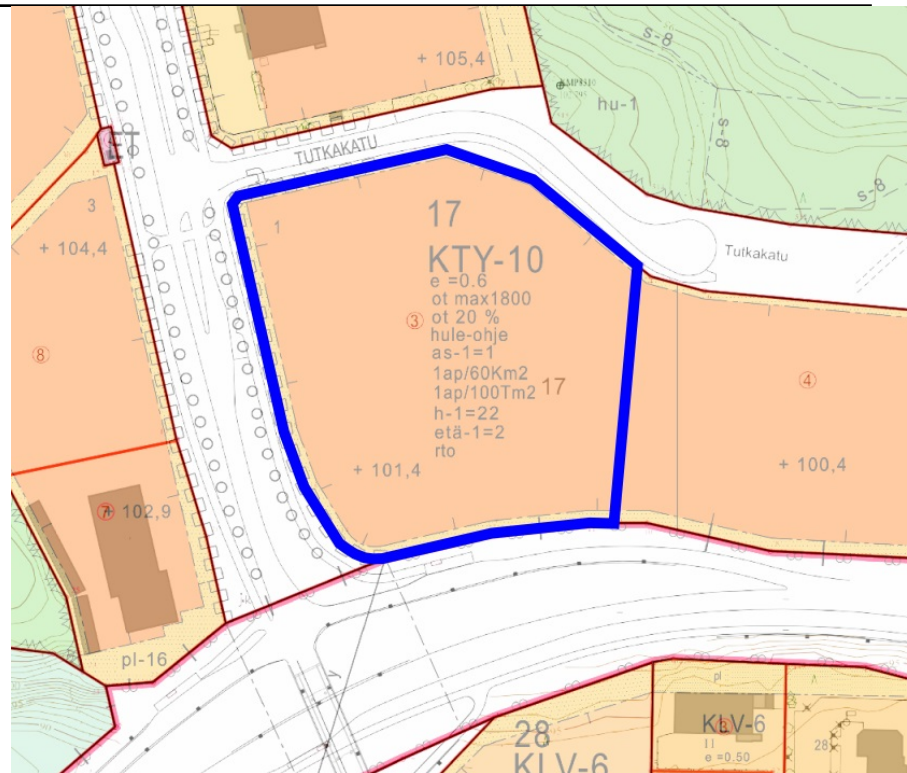 s-8
+ 105,4
hu-1
s-8
TUTKAKATU
ET
s-8
3
17
1
+ 104,4
KTY-10
Tutkakatu
e =0.6
ot max1800
③
ot 20 %
hule-ohje
⑧
as-1=1
1ap/60Km2
④
1ap/100Tm2
17
h-1=22
etä-1=2
rto
+ 101,4
+ 100,4
⑦
+ 102,9
pl-16
y
pl
28
KLV-6
KLV-6
28
II
e =0.50